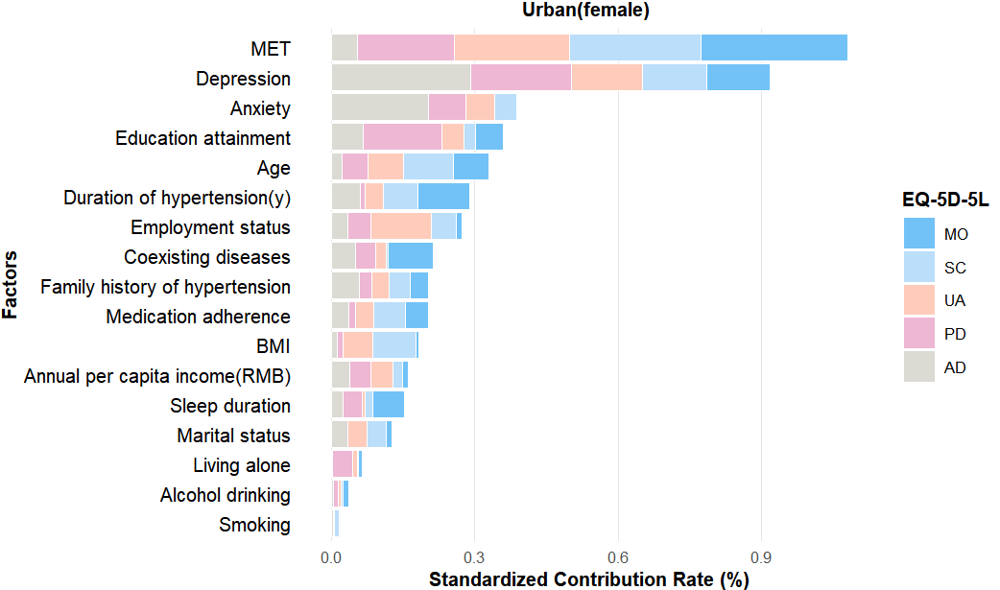 Urban(female)
Factors
MET
Depression
Anxiety
Education attainment
Age
Duration of hypertension(y)
Employment status
Coexisting diseases
Family history of hypertension
Medication adherence
BMI
Annual per capita income(RMB)
Sleep duration
Marital status
Living alone
Alcohol drinking
Smoking
0.0 0.3 0.6 0.9
Standardized Contribution Rate (%)
EQ-5D-5L
MO
SC
UA
PD
AD